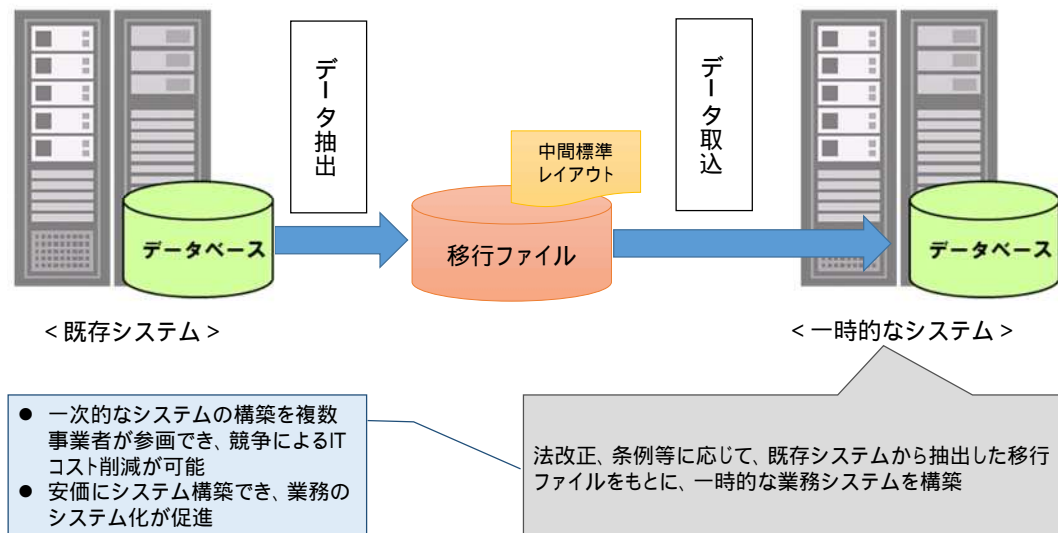 データ抽出
データ取込
中間標準
レイアウト
データベース
移行ファイル
データベース
<既存システム>
<一時的なシステム>
● 一次的なシステムの構築を複数
事業者が参画でき、競争によるIT
コスト削減が可能
● 安価にシステム構築でき、業務の
システム化が促進
法改正、条例等に応じて、既存システムから抽出した移行
ファイルをもとに、一時的な業務システムを構築